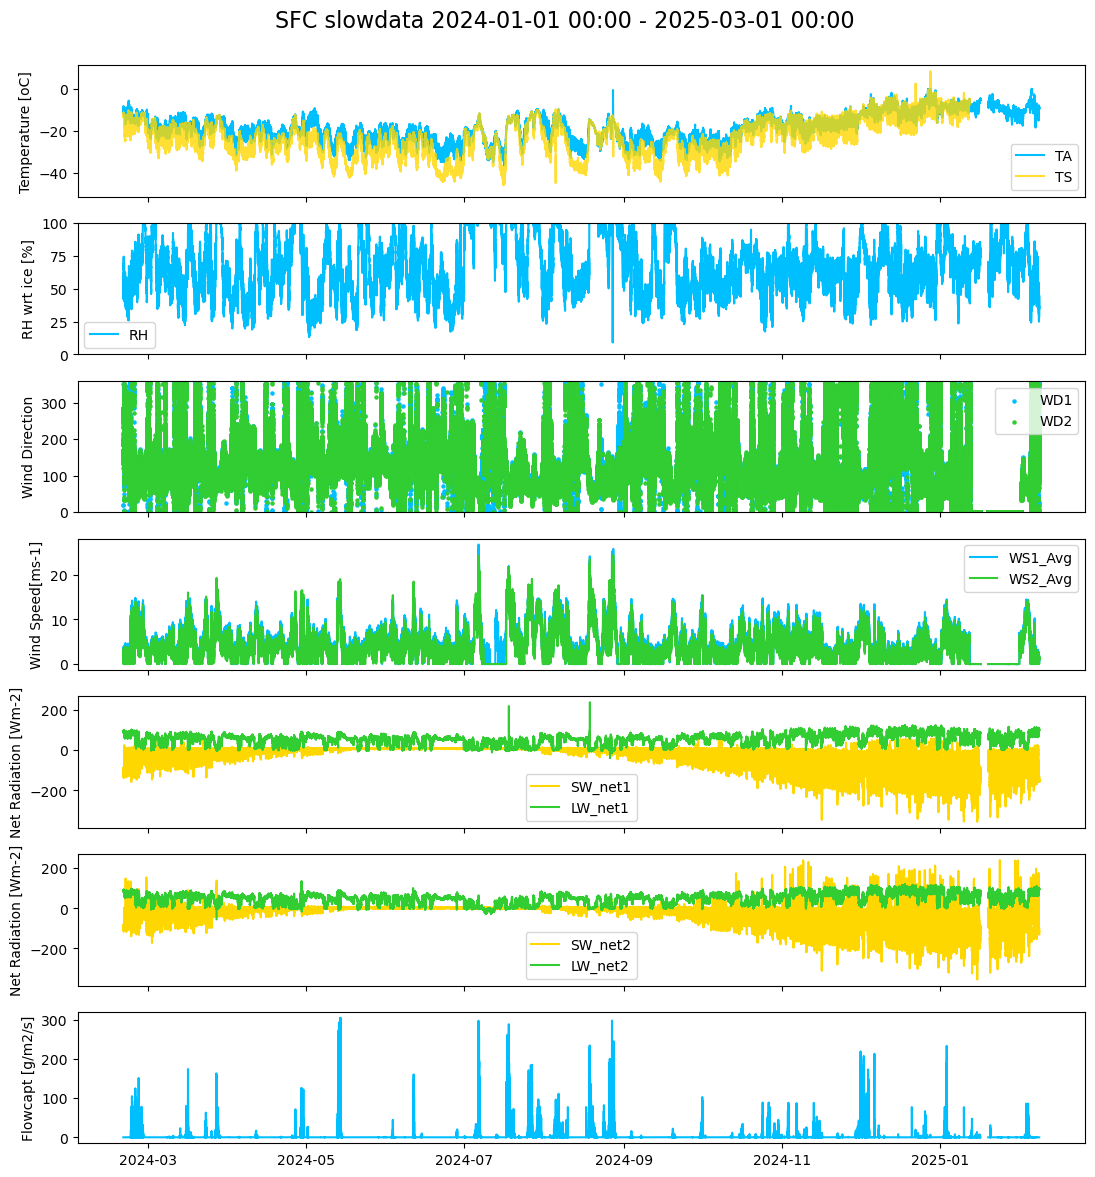 SFC slowdata 2024-01-01 00:00 - 2025-03-01 00:00
Temperature [oC]
0
−20
−40
TA
TS
RH wrt ice [%]
100
75
50
25
0
RH
Wind Direction
300
200
100
0
WD1
WD2
Wind Speed[ms-1]
20
10
0
WS1_Avg
WS2_Avg
Net Radiation [Wm-2]
200
0
−200
SW_net1
LW_net1
Net Radiation [Wm-2]
200
0
−200
SW_net2
LW_net2
Flowcapt [g/m2/s]
300
200
100
0
2024-03 2024-05 2024-07 2024-09 2024-11 2025-01